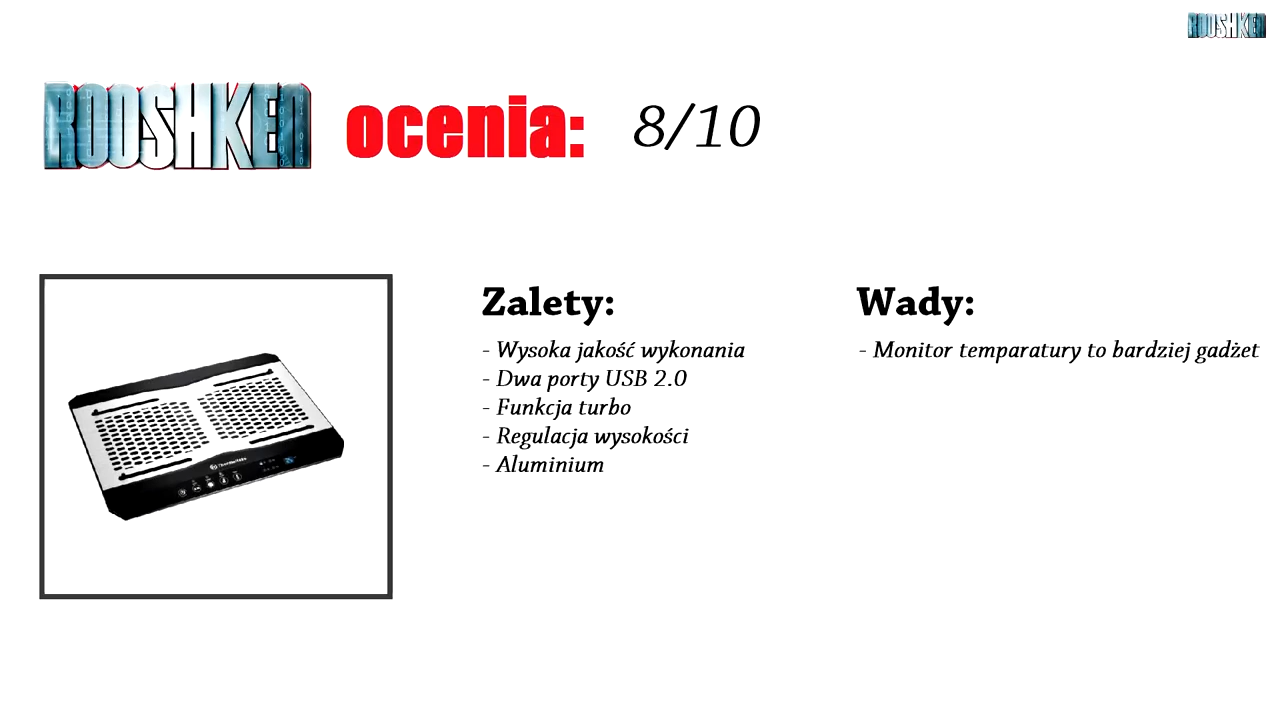 ROOSHKEN
ROOSHKEN ocenia: 8/10
Zalety:
- Wysoka jakość wykonania
- Dwa porty USB 2.0
- Funkcja turbo
- Regulacja wysokości
- Aluminium
Wady:
- Monitor temparatury to bardziej gadżet
Thermaltake